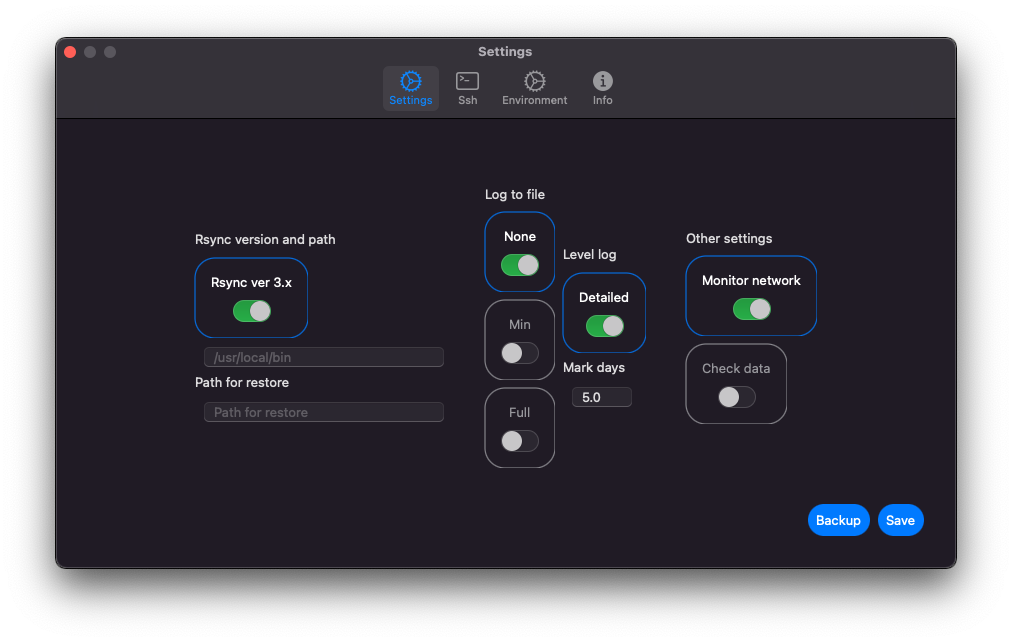 Settings
Settings
Ssh
Environment
Info
Rsync version and path
Rsync ver 3.x
/usr/local/bin
Path for restore
Path for restore
Log to file
None
Min
Full
Level log
Detailed
Mark days
5.0
Other settings
Monitor network
Check data
Backup
Save